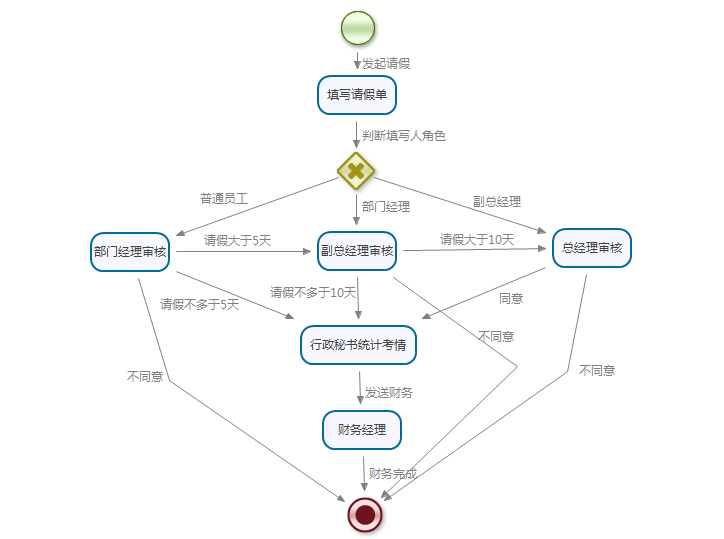 发起请假
填写请假单
判断填写人角色
普通员工
部门经理
副总经理
部门经理审核
请假大于5天
副总经理审核
请假大于10天
总经理审核
请假不多于5天
请假不多于10天
同意
行政秘书统计考情
不同意
不同意
不同意
发送财务
财务经理
财务完成